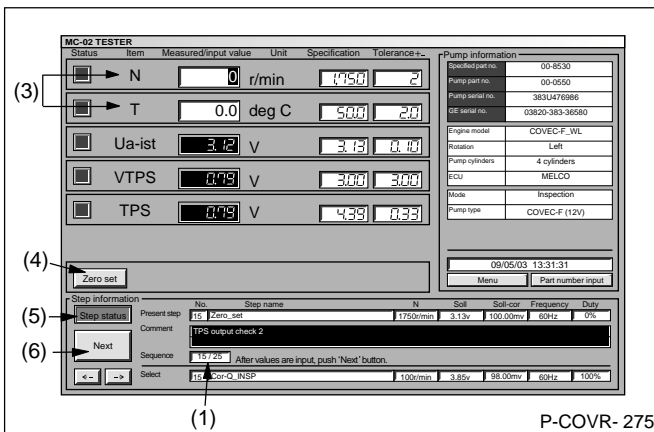 MC-02 TESTER
Status Item Measured/input value Unit Specification Tolerance+-
N 0 r/min 1,750 2
T 0.0 deg C 50.0 2.0
Ua-ist 3.12 V 3.13 0.10
VTPS 0.79 V 3.00 3.00
TPS 0.79 V 4.39 0.33
(3)
Pump information
Specified part no. 00-8530
Pump part no. 00-0550
Pump serial no. 383U476986
GE serial no. 03820-383-36580
Engine model COVEC-F_WL
Rotation Left
Pump cylinders 4 cylinders
ECU MELCO
Mode Inspection
Pump type COVEC-F (12V)
09/05/03 13:31:31
Menu Part number input
(4)
Zero set
Step information
No. Step name N Soll Soll-cor Frequency Duty
(5)
Step status
Present step 15 Zero_set 1750r/min 3.13v 100.00mv 60Hz 0%
Comment TPS output check 2
(6)
Next
Sequence 15 / 25 After values are input, push 'Next' button.
<- -> Select 15 Cor-Q_INSP 100r/min 3.85v 98.00mv 60Hz 100%
(1)
P-COVR- 275